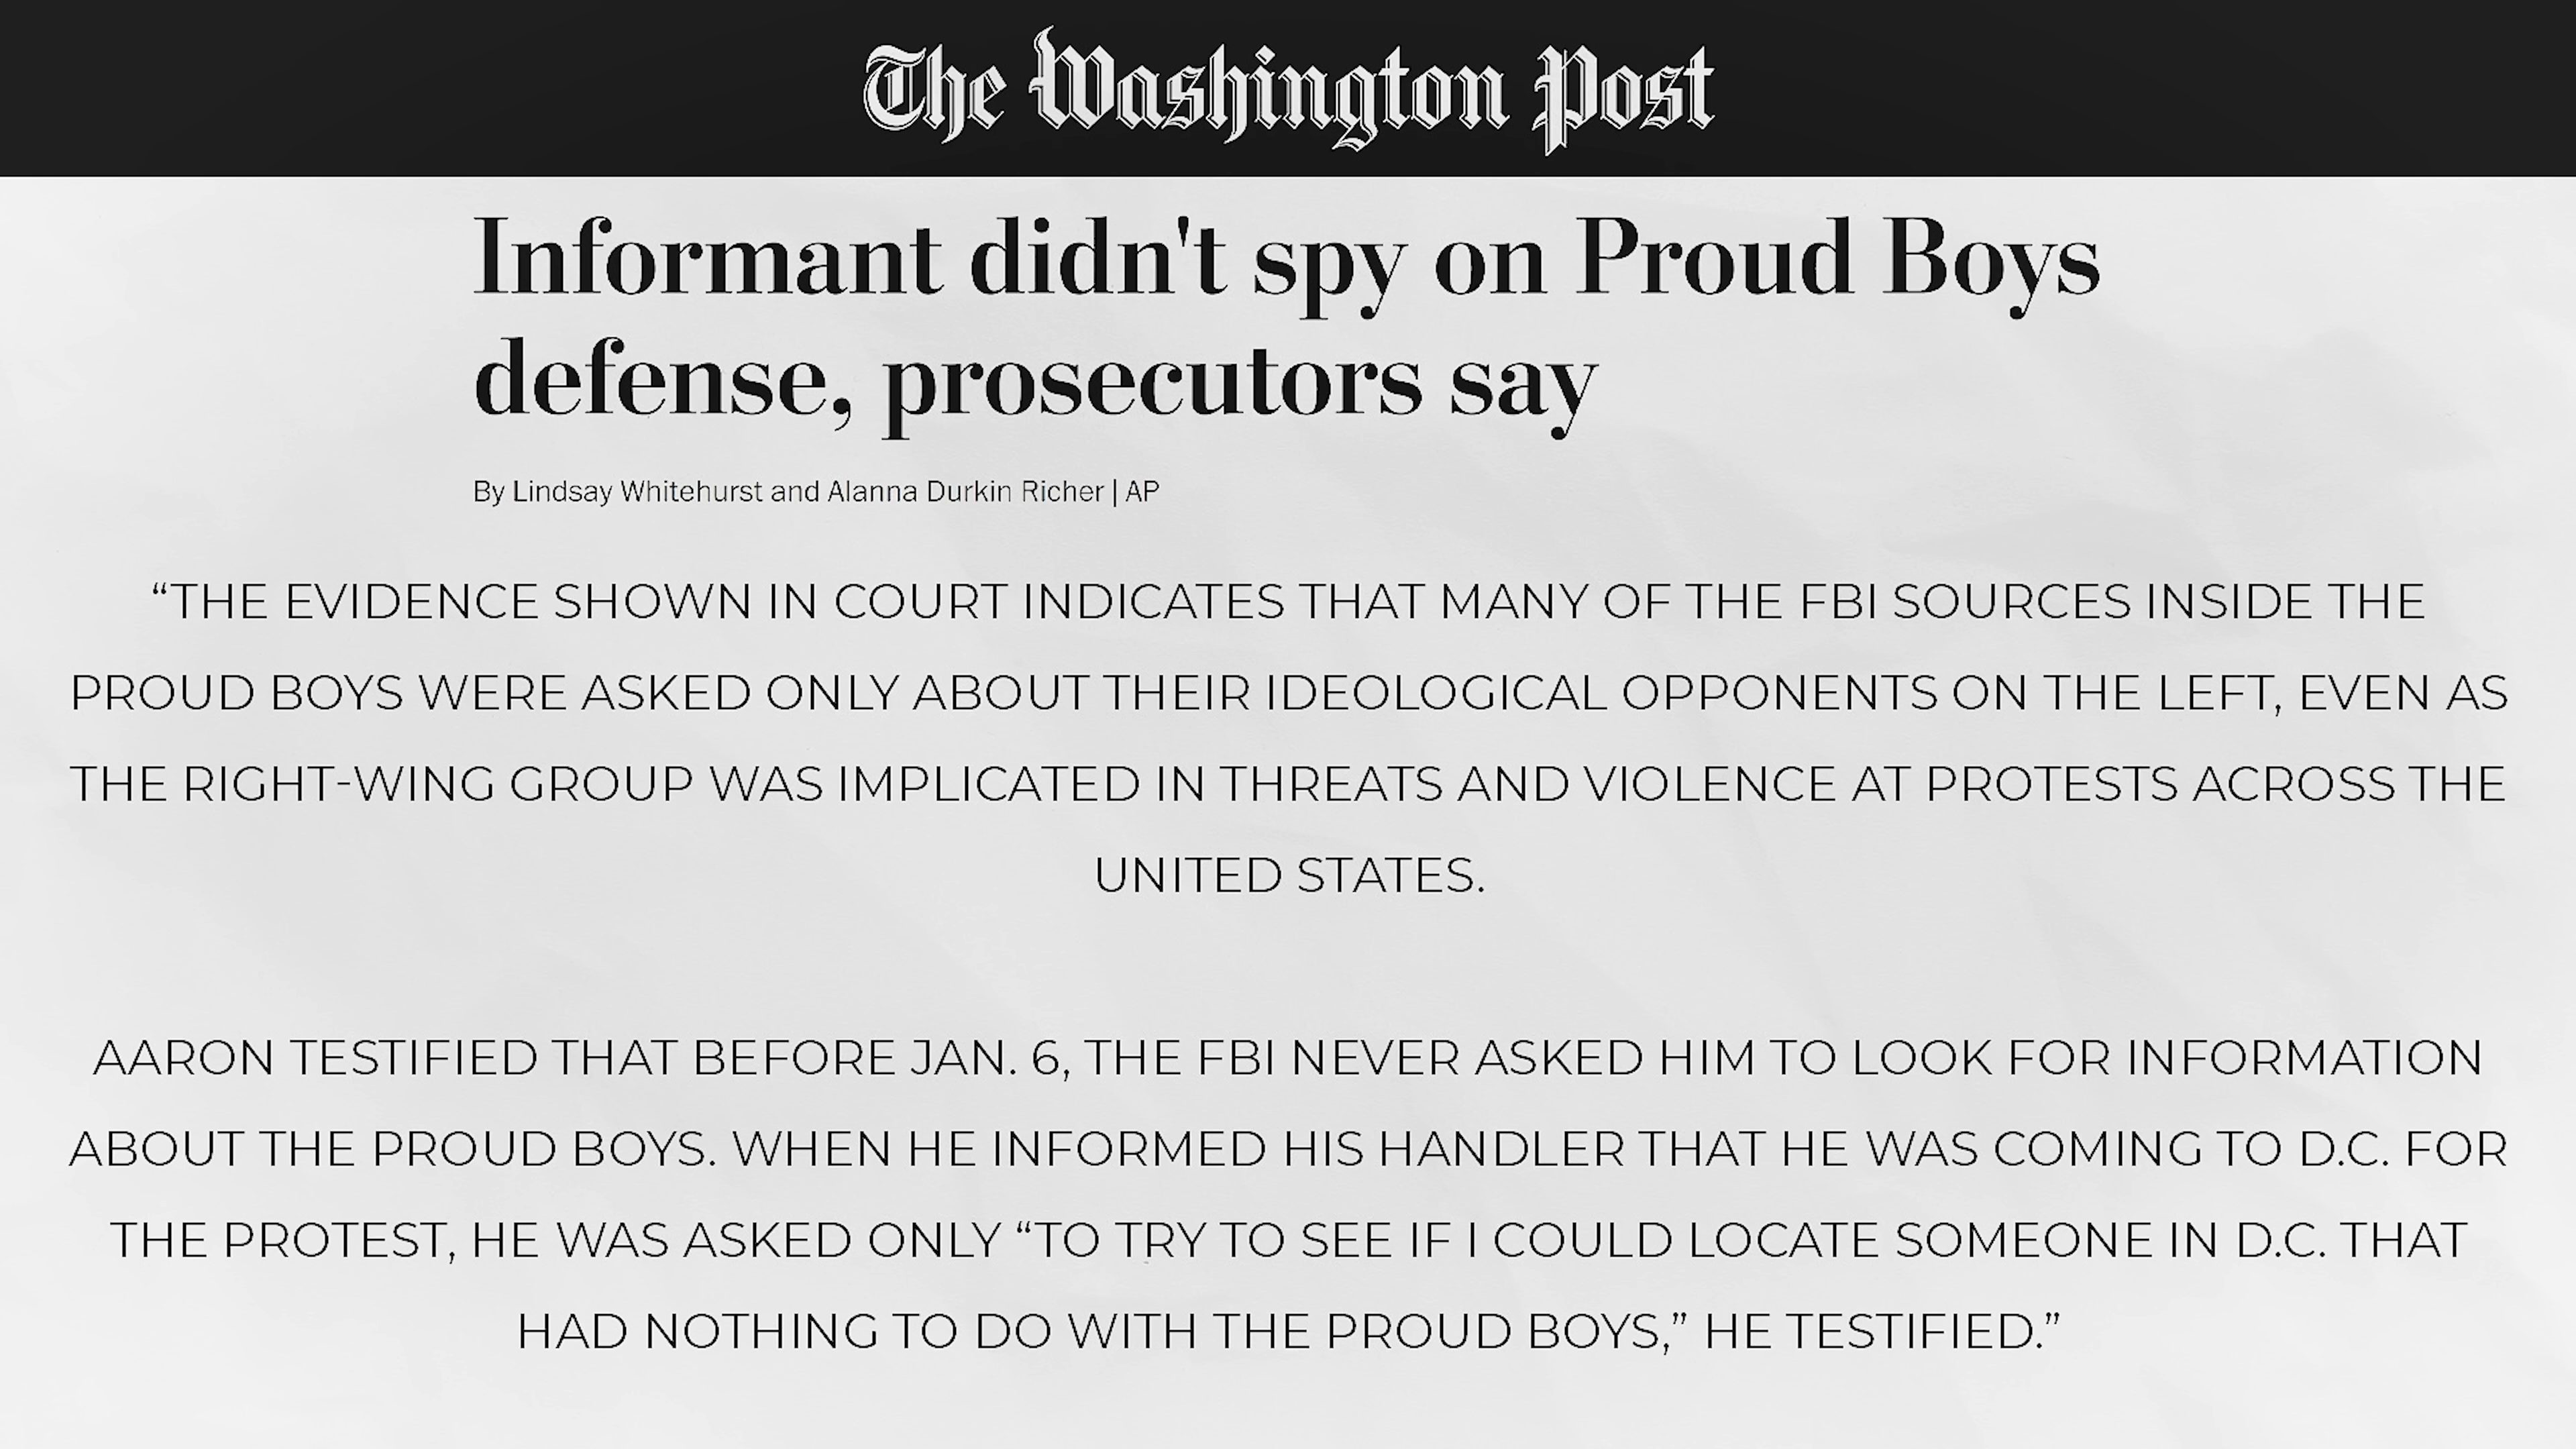 The Washington Post
Informant didn't spy on Proud Boys
defense, prosecutors say
By Lindsay Whitehurst and Alanna Durkin Richer | AP
“THE EVIDENCE SHOWN IN COURT INDICATES THAT MANY OF THE FBI SOURCES INSIDE THE
PROUD BOYS WERE ASKED ONLY ABOUT THEIR IDEOLOGICAL OPPONENTS ON THE LEFT, EVEN AS
THE RIGHT-WING GROUP WAS IMPLICATED IN THREATS AND VIOLENCE AT PROTESTS ACROSS THE
UNITED STATES.
AARON TESTIFIED THAT BEFORE JAN. 6, THE FBI NEVER ASKED HIM TO LOOK FOR INFORMATION
ABOUT THE PROUD BOYS. WHEN HE INFORMED HIS HANDLER THAT HE WAS COMING TO D.C. FOR
THE PROTEST, HE WAS ASKED ONLY “TO TRY TO SEE IF I COULD LOCATE SOMEONE IN D.C. THAT
HAD NOTHING TO DO WITH THE PROUD BOYS,” HE TESTIFIED.”